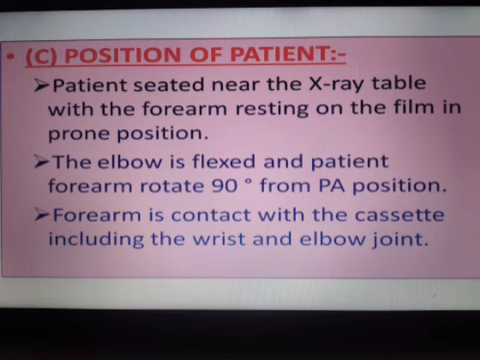 • (C) POSITION OF PATIENT:-
➢Patient seated near the X-ray table
with the forearm resting on the film in
prone position.
➢The elbow is flexed and patient
forearm rotate 90 ° from PA position.
➢Forearm is contact with the cassette
including the wrist and elbow joint.